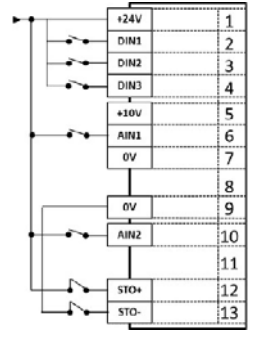 +24V 1
DIN1 2
DIN2 3
DIN3 4
+10V 5
AIN1 6
0V 7
8
0V 9
AIN2 10
11
STO+ 12
STO- 13